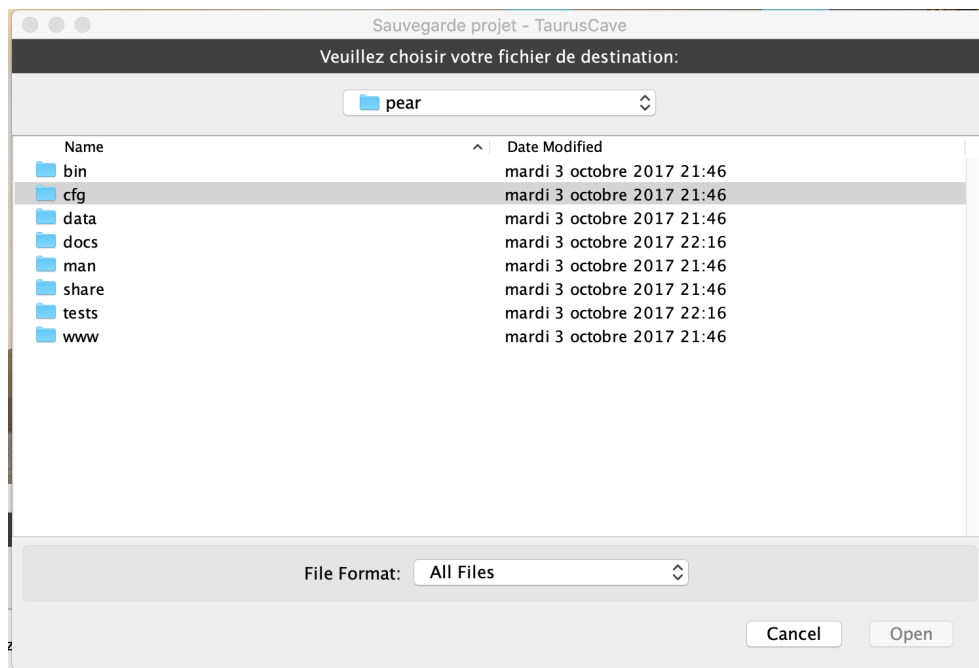 Sauvegarde projet - TaurusCave
Veuillez choisir votre fichier de destination:
pear
Name Date Modified
bin mardi 3 octobre 2017 21:46
cfg mardi 3 octobre 2017 21:46
data mardi 3 octobre 2017 21:46
docs mardi 3 octobre 2017 22:16
man mardi 3 octobre 2017 21:46
share mardi 3 octobre 2017 21:46
tests mardi 3 octobre 2017 22:16
www mardi 3 octobre 2017 21:46
File Format: All Files
Cancel Open